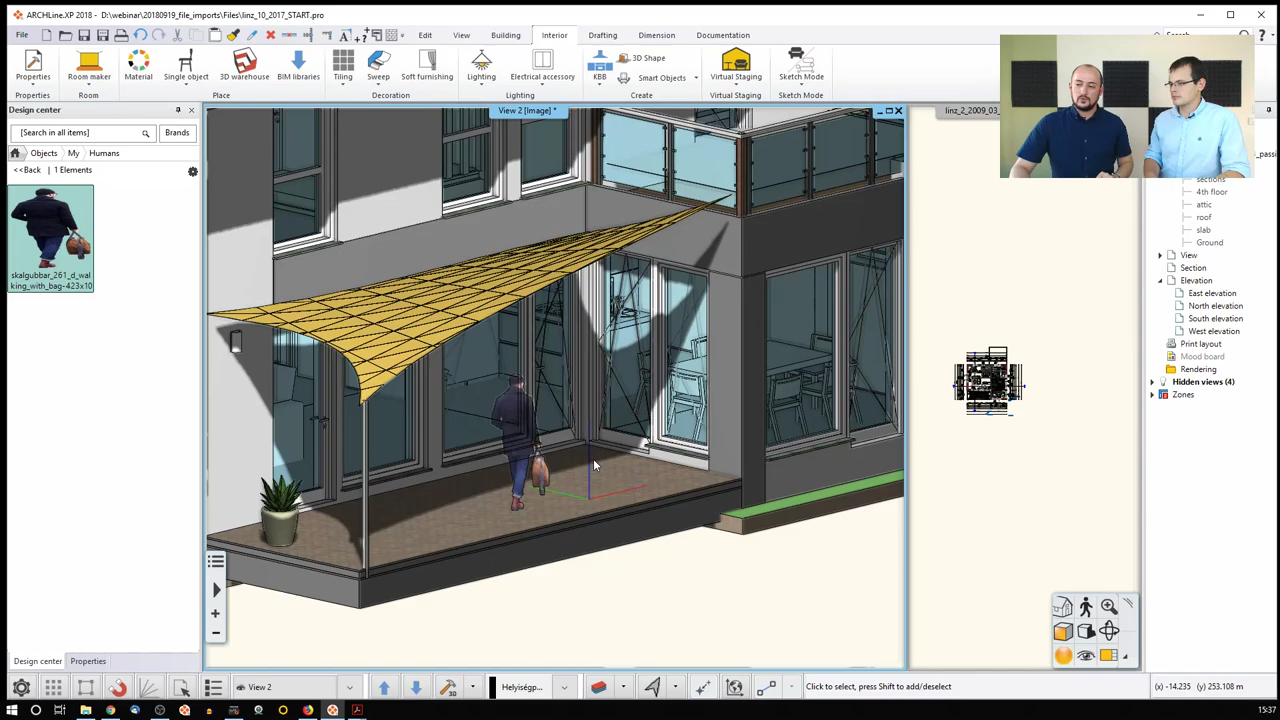 ARCHLine.XP 2018 - D:\webinar\20180919_file_imports\Files\linz_10_2017_START.pro
File
Edit View Building Interior Drafting Dimension Documentation
Properties Room maker Material Single object 3D warehouse BIM libraries Tiling Sweep Soft furnishing Lighting Electrical accessory KBB 3D Shape Smart Objects Virtual Staging Sketch Mode
Properties Room Place Decoration Lighting Create Virtual Staging Sketch Mode
Design center
[Search in all items] Brands
Objects My Humans
<<Back 1 Elements
skalgubbar_261_d_wal
king_with_bag-423x10
View 2 [Image] *
linz_2_2009_03_
sections
4th floor
attic
roof
slab
Ground
View
Section
Elevation
East elevation
North elevation
South elevation
West elevation
Print layout
Mood board
Rendering
Hidden views (4)
Zones
Design center Properties
View 2
3D
Helyiségp...
Click to select, press Shift to add/deselect
(x) -14.235 (y) 253.108 m
15:37